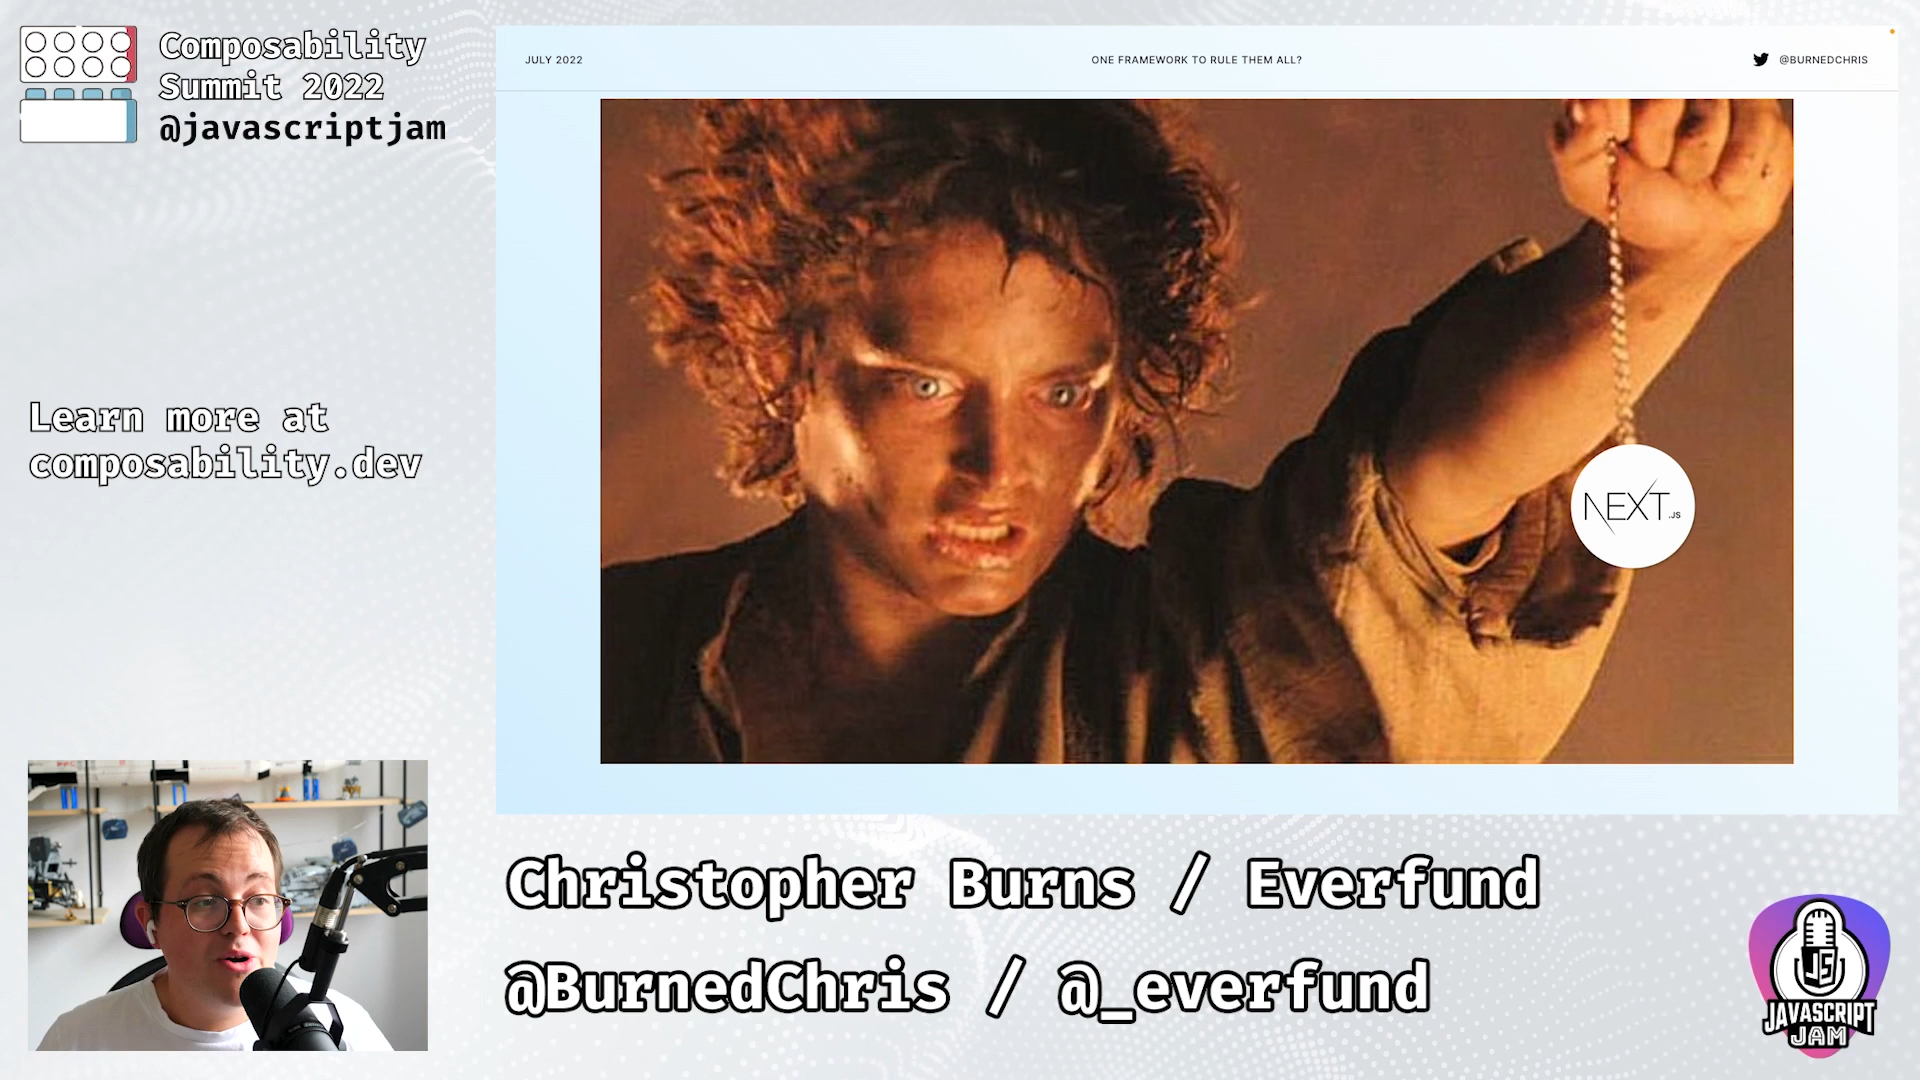 Composability
Summit 2022
@javascriptjam
JULY 2022
ONE FRAMEWORK TO RULE THEM ALL?
@BURNEDCHRIS
NEXT.JS
Learn more at
composability.dev
Christopher Burns / Everfund
@BurnedChris / @_everfund
JS
JAVASCRIPT
JAM